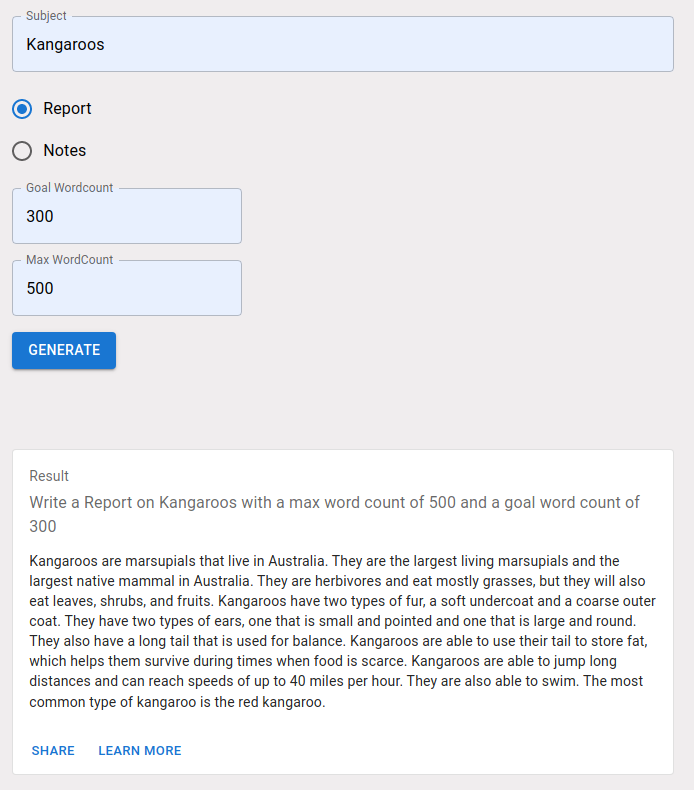 Subject
Kangaroos
Report
Notes
Goal Wordcount
300
Max WordCount
500
GENERATE
Result
Write a Report on Kangaroos with a max word count of 500 and a goal word count of
300
Kangaroos are marsupials that live in Australia. They are the largest living marsupials and the
largest native mammal in Australia. They are herbivores and eat mostly grasses, but they will also
eat leaves, shrubs, and fruits. Kangaroos have two types of fur, a soft undercoat and a coarse outer
coat. They have two types of ears, one that is small and pointed and one that is large and round.
They also have a long tail that is used for balance. Kangaroos are able to use their tail to store fat,
which helps them survive during times when food is scarce. Kangaroos are able to jump long
distances and can reach speeds of up to 40 miles per hour. They are also able to swim. The most
common type of kangaroo is the red kangaroo.
SHARE LEARN MORE